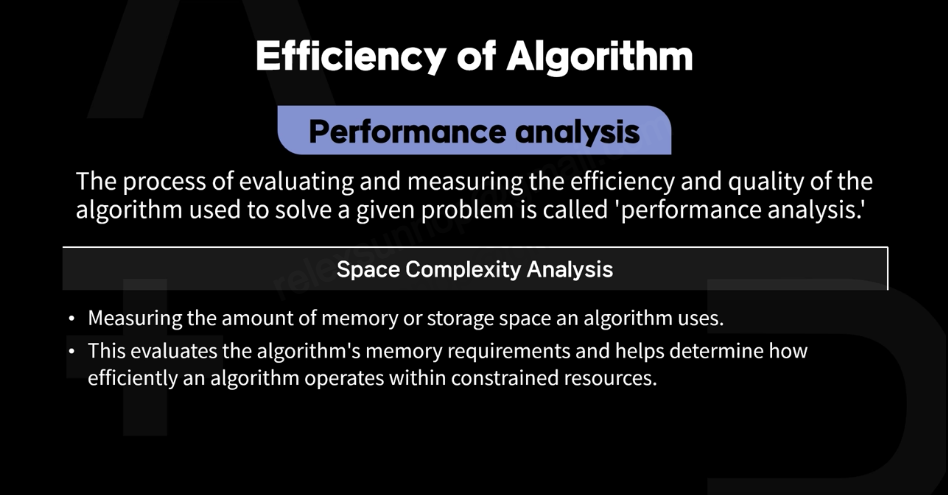 Efficiency of Algorithm
Performance analysis
The process of evaluating and measuring the efficiency and quality of the
algorithm used to solve a given problem is called 'performance analysis.'
Space Complexity Analysis
• Measuring the amount of memory or storage space an algorithm uses.
• This evaluates the algorithm's memory requirements and helps determine how
efficiently an algorithm operates within constrained resources.